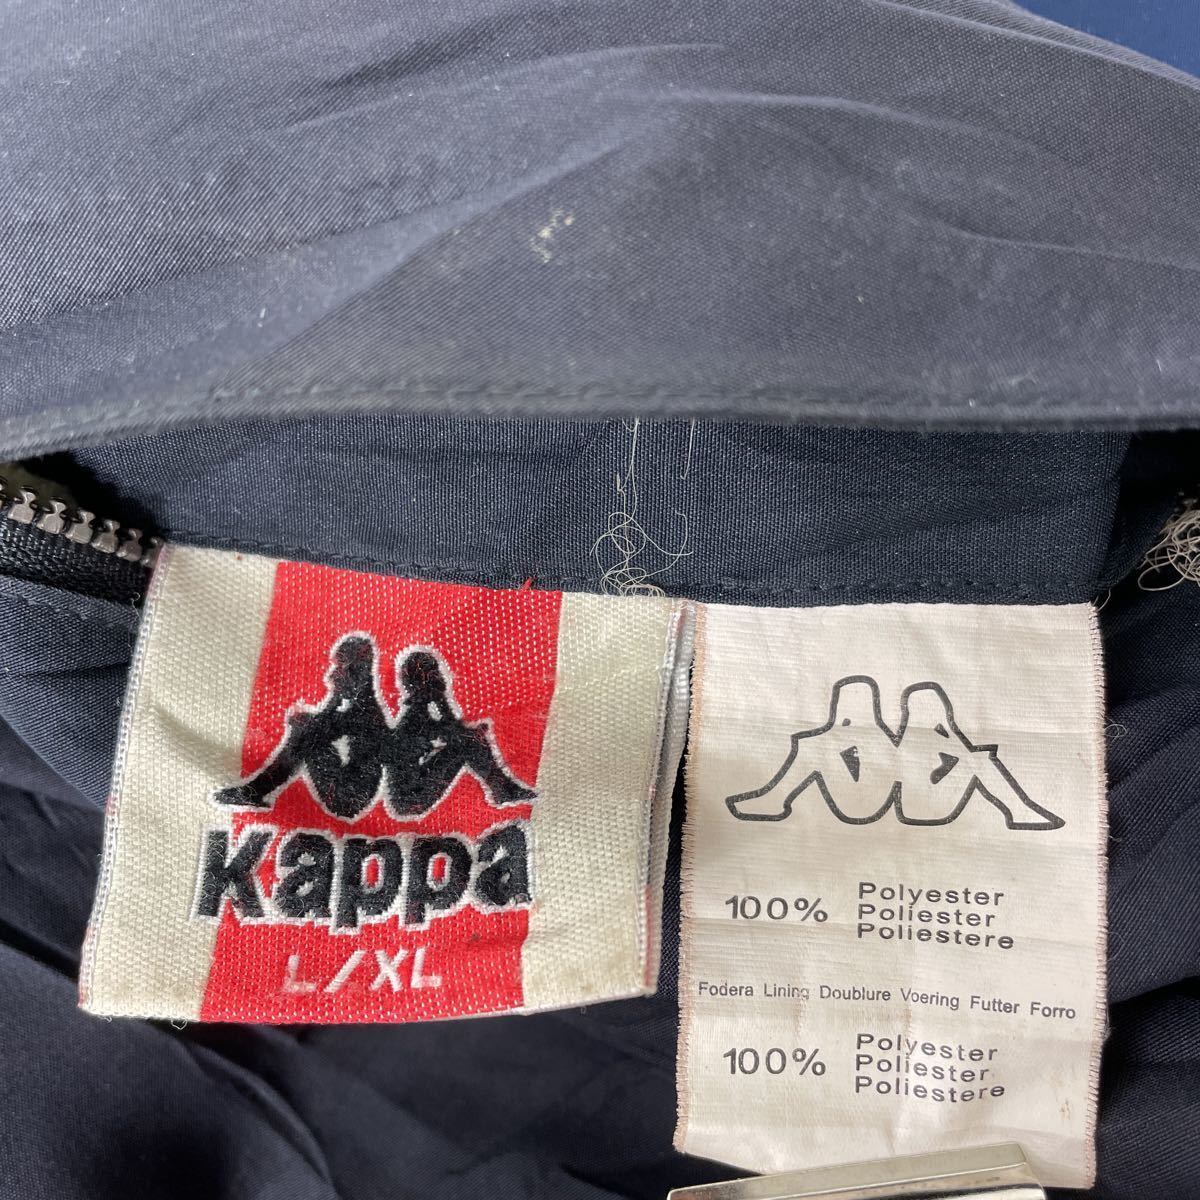 Kappa
L/XL
100% Polyester
Poliester
Poliestere
Fodera Lining Doublure Voering Futter Forro
100% Polyester
Poliester
Poliestere